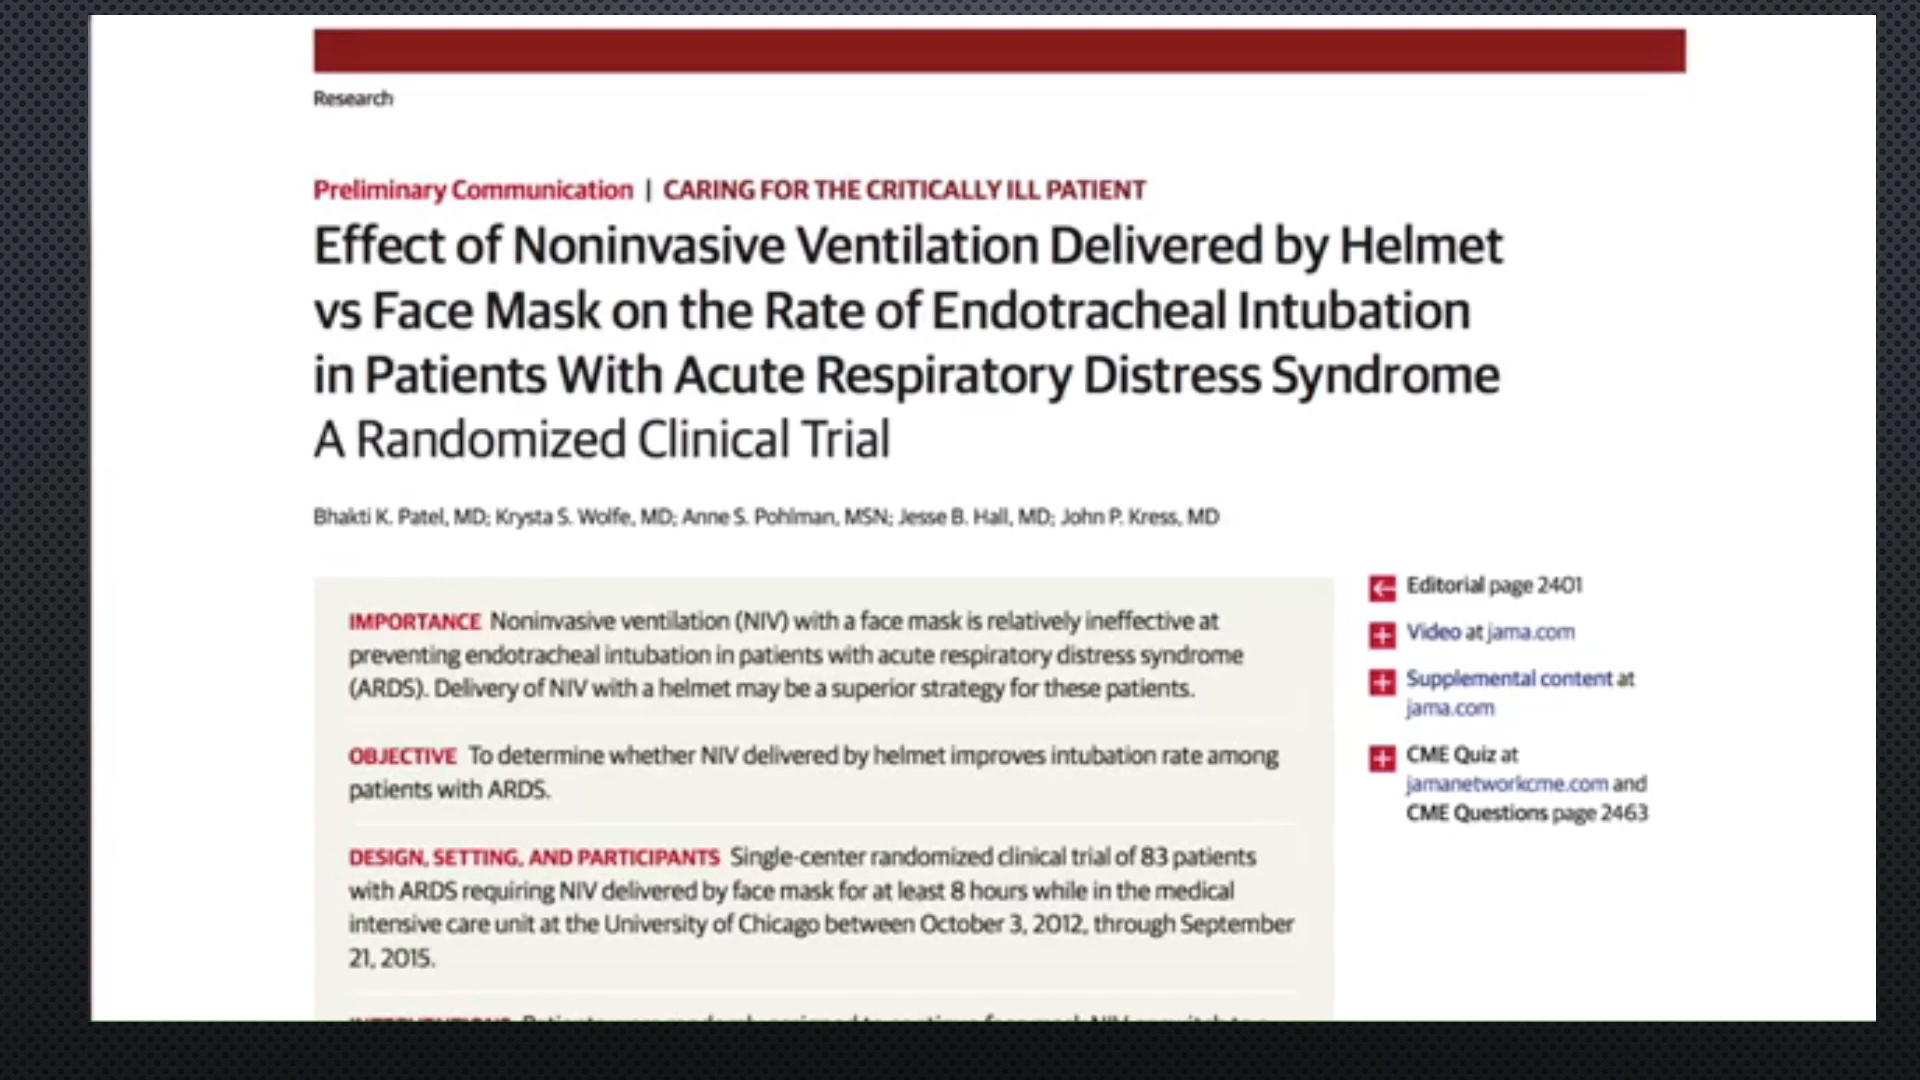 Research
Preliminary Communication | CARING FOR THE CRITICALLY ILL PATIENT
Effect of Noninvasive Ventilation Delivered by Helmet
vs Face Mask on the Rate of Endotracheal Intubation
in Patients With Acute Respiratory Distress Syndrome
A Randomized Clinical Trial
Bhakti K. Patel, MD; Krysta S. Wolfe, MD; Anne S. Pohlman, MSN; Jesse B. Hall, MD; John P. Kress, MD
IMPORTANCE Noninvasive ventilation (NIV) with a face mask is relatively ineffective at
preventing endotracheal intubation in patients with acute respiratory distress syndrome
(ARDS). Delivery of NIV with a helmet may be a superior strategy for these patients.
OBJECTIVE To determine whether NIV delivered by helmet improves intubation rate among
patients with ARDS.
DESIGN, SETTING, AND PARTICIPANTS Single-center randomized clinical trial of 83 patients
with ARDS requiring NIV delivered by face mask for at least 8 hours while in the medical
intensive care unit at the University of Chicago between October 3, 2012, through September
21, 2015.
Editorial page 2401
Video at jama.com
Supplemental content at
jama.com
CME Quiz at
jamanetworkcme.com and
CME Questions page 2463